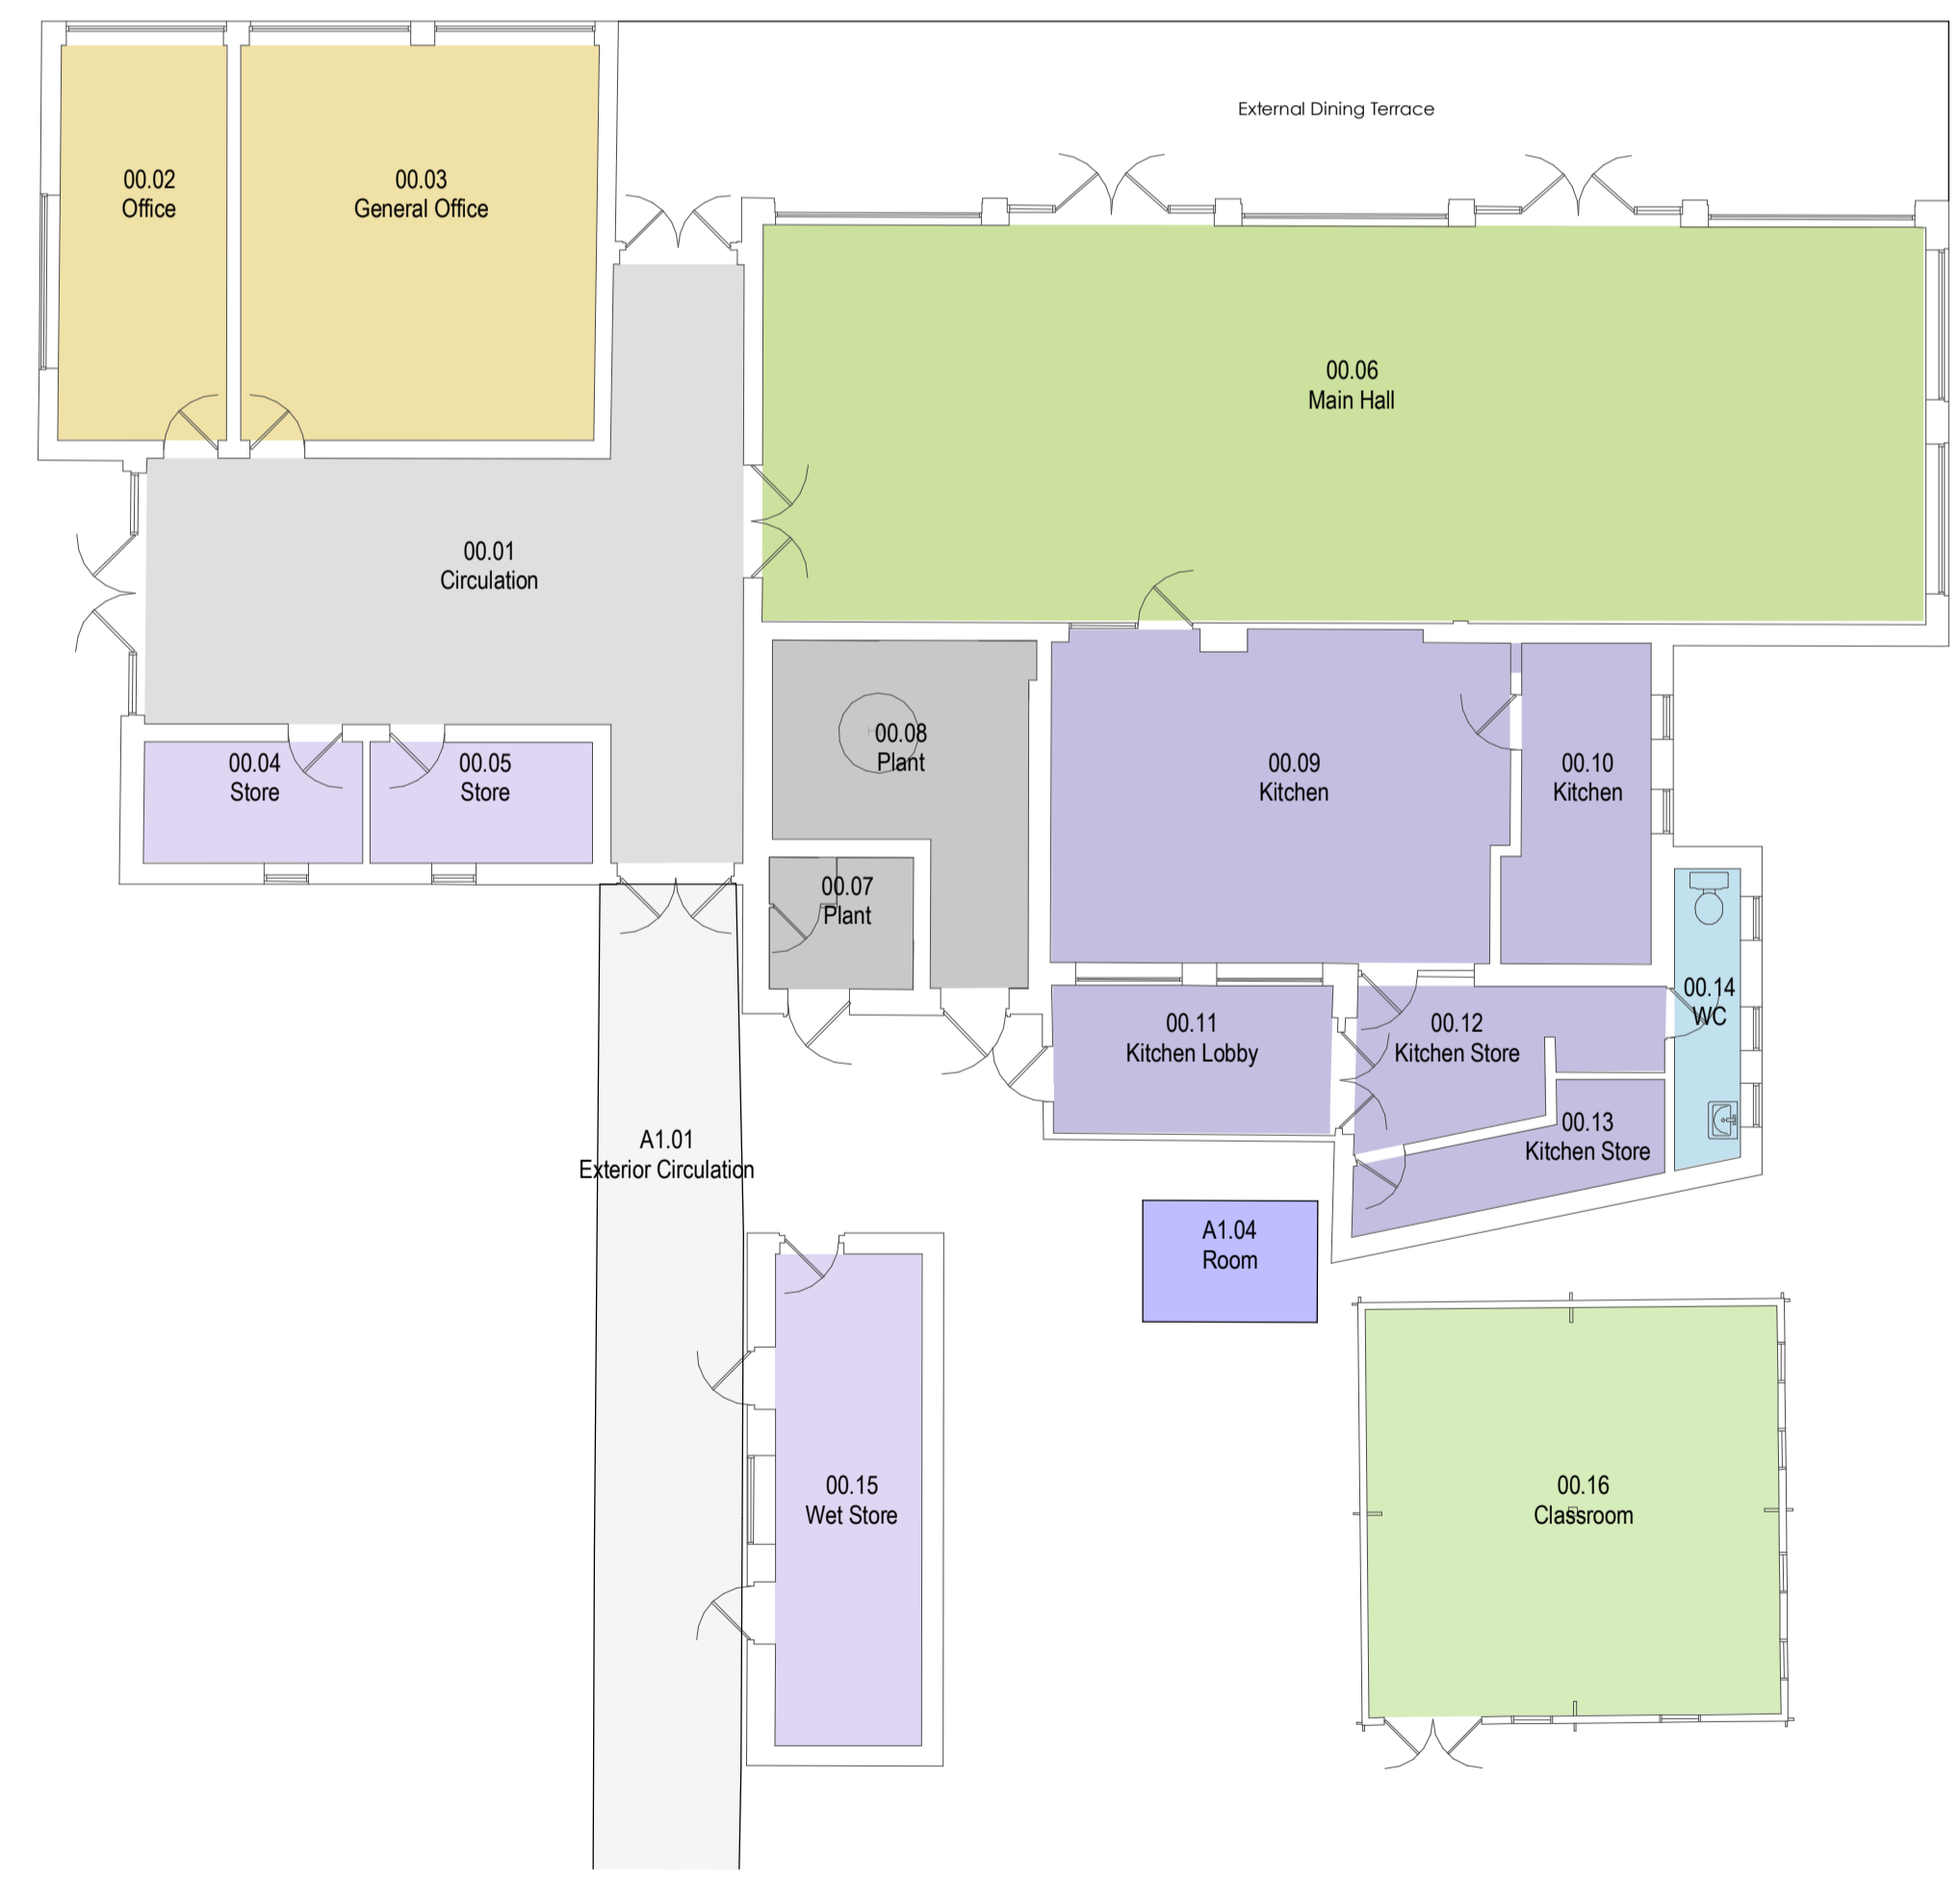 External Dining Terrace
00.02
Office
00.03
General Office
00.06
Main Hall
00.01
Circulation
00.04
Store
00.05
Store
00.08
Plant
00.09
Kitchen
00.10
Kitchen
00.07
Plant
00.14
WC
00.11
Kitchen Lobby
00.12
Kitchen Store
00.13
Kitchen Store
A1.01
Exterior Circulation
A1.04
Room
00.15
Wet Store
00.16
Classroom